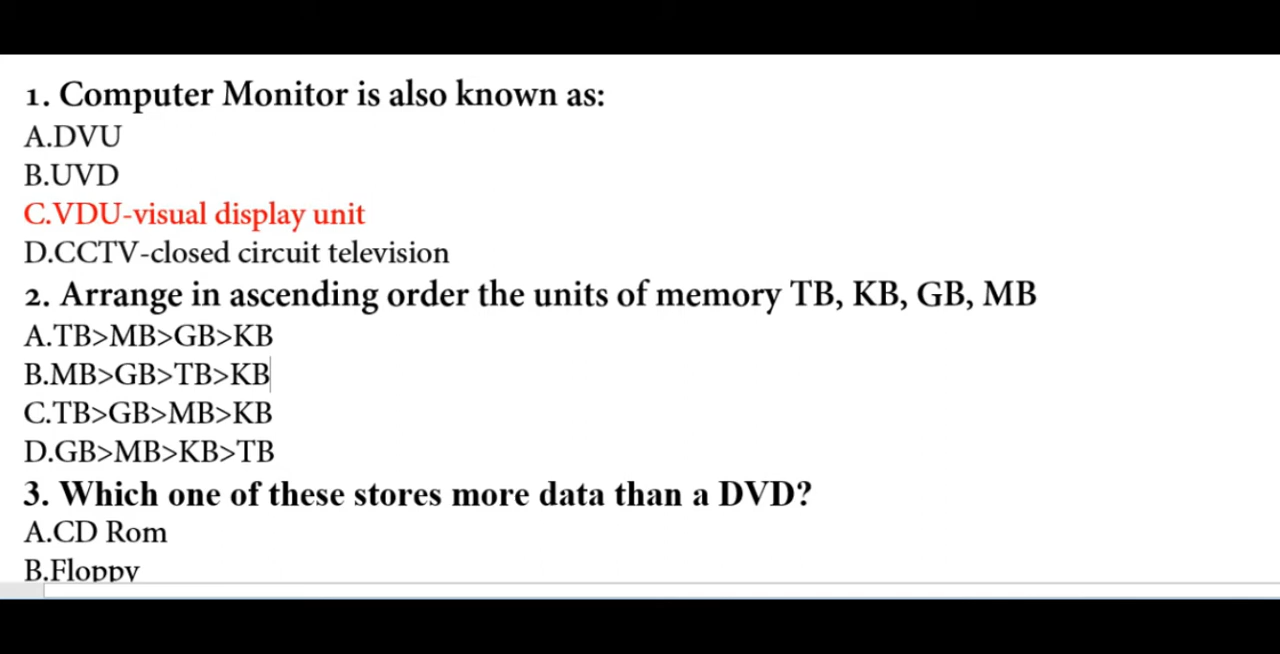 1. Computer Monitor is also known as:
A.DVU
B.UVD
C.VDU-visual display unit
D.CCTV-closed circuit television
2. Arrange in ascending order the units of memory TB, KB, GB, MB
A.TB>MB>GB>KB
B.MB>GB>TB>KB
C.TB>GB>MB>KB
D.GB>MB>KB>TB
3. Which one of these stores more data than a DVD?
A.CD Rom
B.Floppy